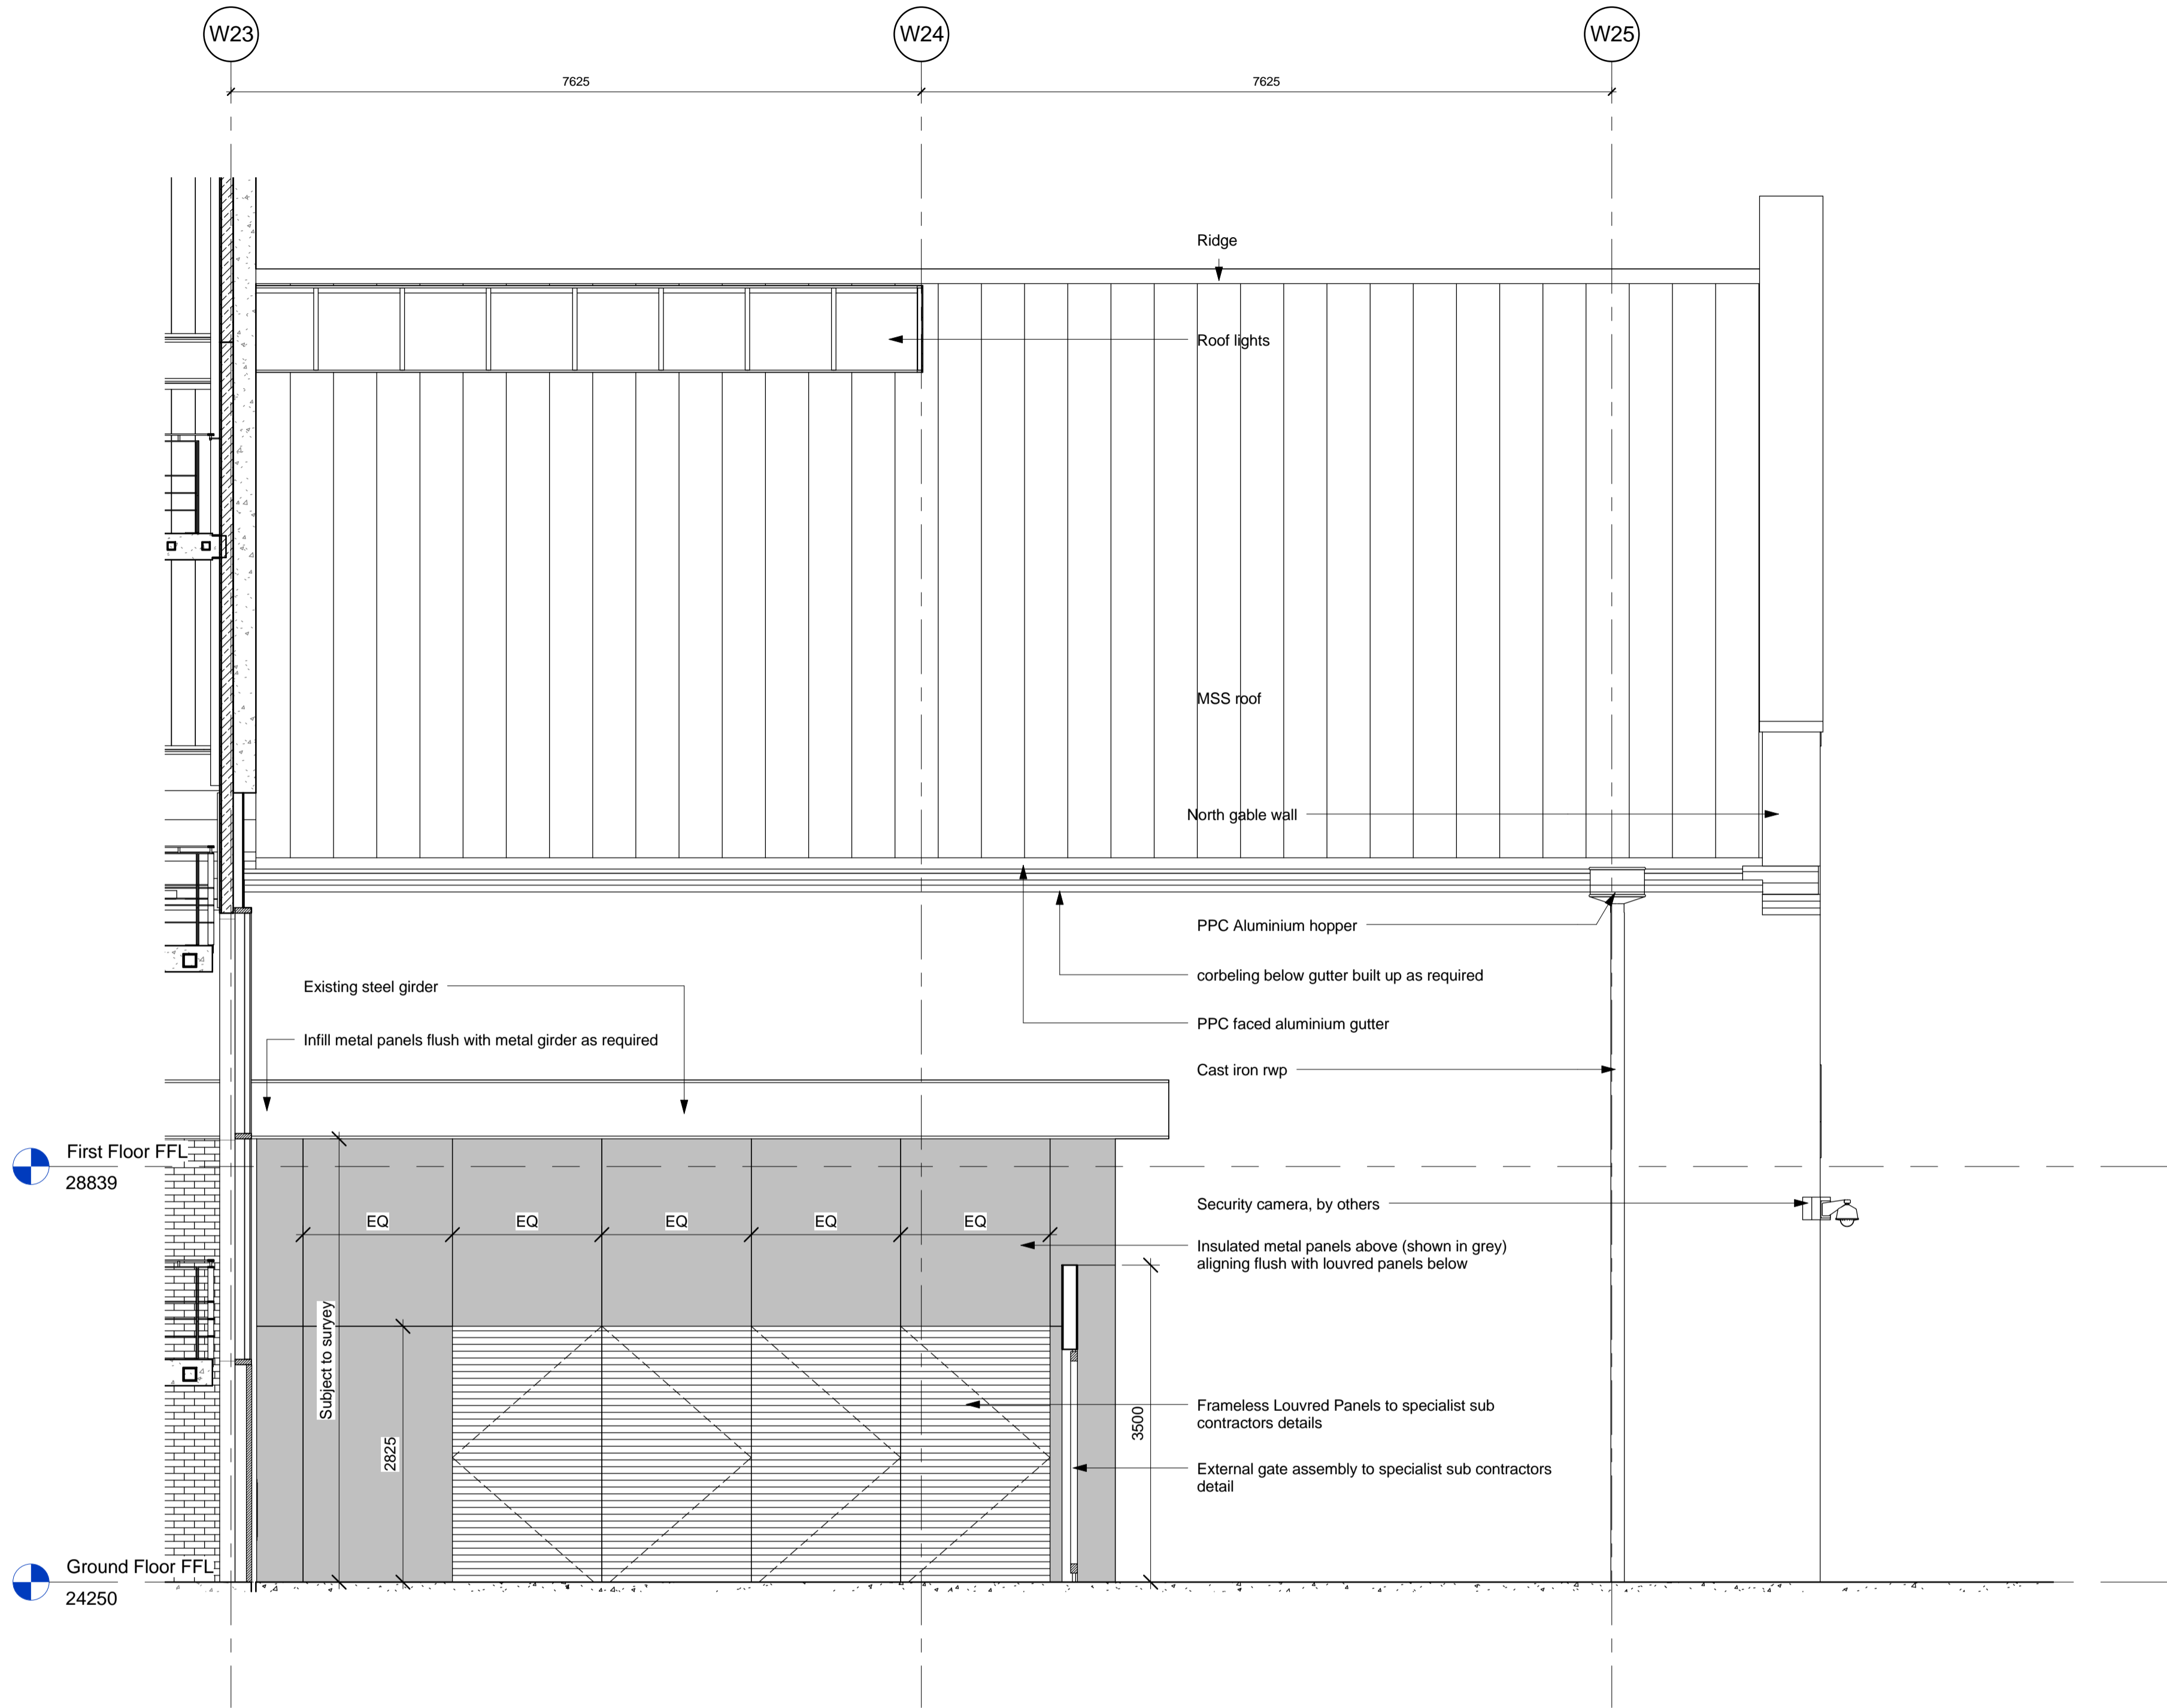 W23
W24
W25
7625
7625
Ridge
Roof lights
MSS roof
North gable wall
PPC Aluminium hopper
corbeling below gutter built up as required
Existing steel girder
PPC faced aluminium gutter
Infill metal panels flush with metal girder as required
Cast iron rwp
First Floor FFL
28839
Security camera, by others
EQ
EQ
EQ
EQ
EQ
Insulated metal panels above (shown in grey)
aligning flush with louvred panels below
Subject to suryey
2825
3500
Frameless Louvred Panels to specialist sub
contractors details
External gate assembly to specialist sub contractors
detail
Ground Floor FFL
24250